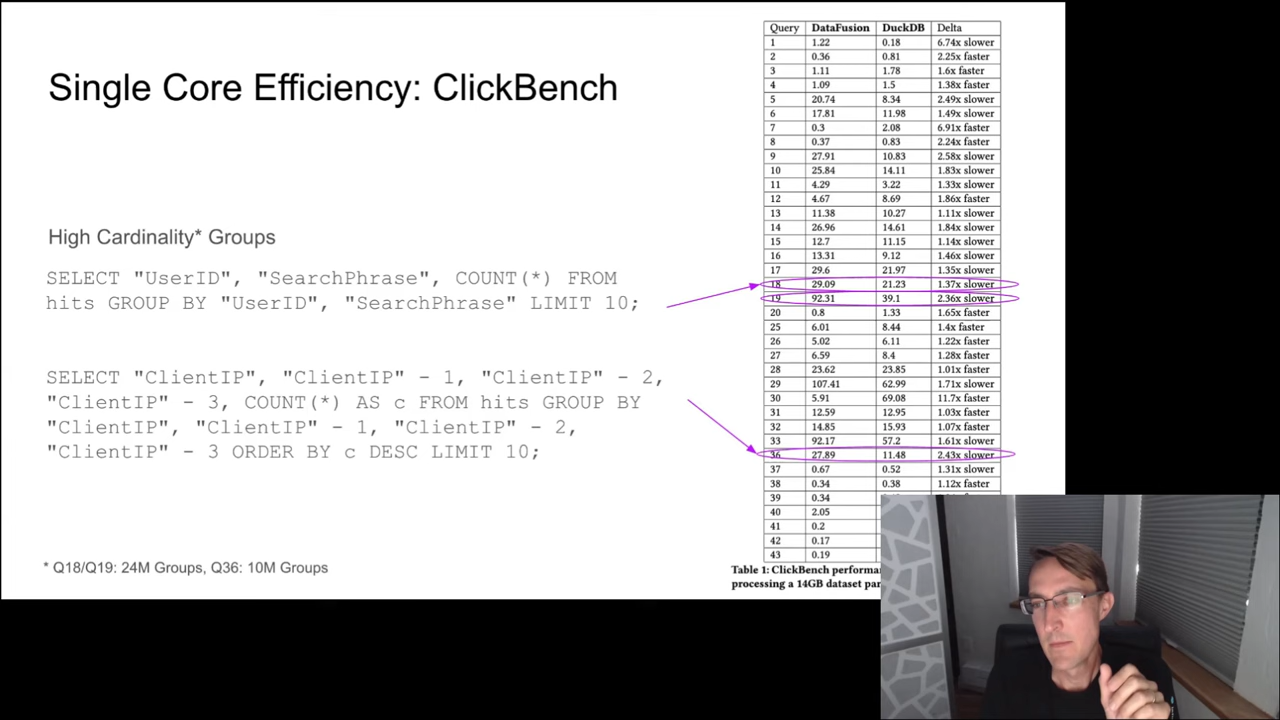 Single Core Efficiency: ClickBench
High Cardinality* Groups
SELECT "UserID", "SearchPhrase", COUNT(*) FROM
hits GROUP BY "UserID", "SearchPhrase" LIMIT 10;
SELECT "ClientIP", "ClientIP" - 1, "ClientIP" - 2,
"ClientIP" - 3, COUNT(*) AS c FROM hits GROUP BY
"ClientIP", "ClientIP" - 1, "ClientIP" - 2,
"ClientIP" - 3 ORDER BY c DESC LIMIT 10;
* Q18/Q19: 24M Groups, Q36: 10M Groups
Query DataFusion DuckDB Delta
1 1.22 0.18 6.74x slower
2 0.36 0.81 2.25x faster
3 1.11 1.78 1.6x faster
4 1.09 1.5 1.38x faster
5 20.74 8.34 2.49x slower
6 17.81 11.98 1.49x slower
7 0.3 2.08 6.91x faster
8 0.37 0.83 2.24x faster
9 27.91 10.83 2.58x slower
10 25.84 14.11 1.83x slower
11 4.29 3.22 1.33x slower
12 4.67 8.69 1.86x faster
13 11.38 10.27 1.11x slower
14 26.96 14.61 1.84x slower
15 12.7 11.15 1.14x slower
16 13.31 9.12 1.46x slower
17 29.6 21.97 1.35x slower
18 29.09 21.23 1.37x slower
19 92.31 39.1 2.36x slower
20 0.8 1.33 1.65x faster
25 6.01 8.44 1.4x faster
26 5.02 6.11 1.22x faster
27 6.59 8.4 1.28x faster
28 23.62 23.85 1.01x faster
29 107.41 62.99 1.71x slower
30 5.91 69.08 11.7x faster
31 12.59 12.95 1.03x faster
32 14.85 15.93 1.07x faster
33 92.17 57.2 1.61x slower
36 27.89 11.48 2.43x slower
37 0.67 0.52 1.31x slower
38 0.34 0.38 1.12x faster
39 0.34
40 2.05
41 0.2
42 0.17
43 0.19
Table 1: ClickBench
processing a 14GB dataset